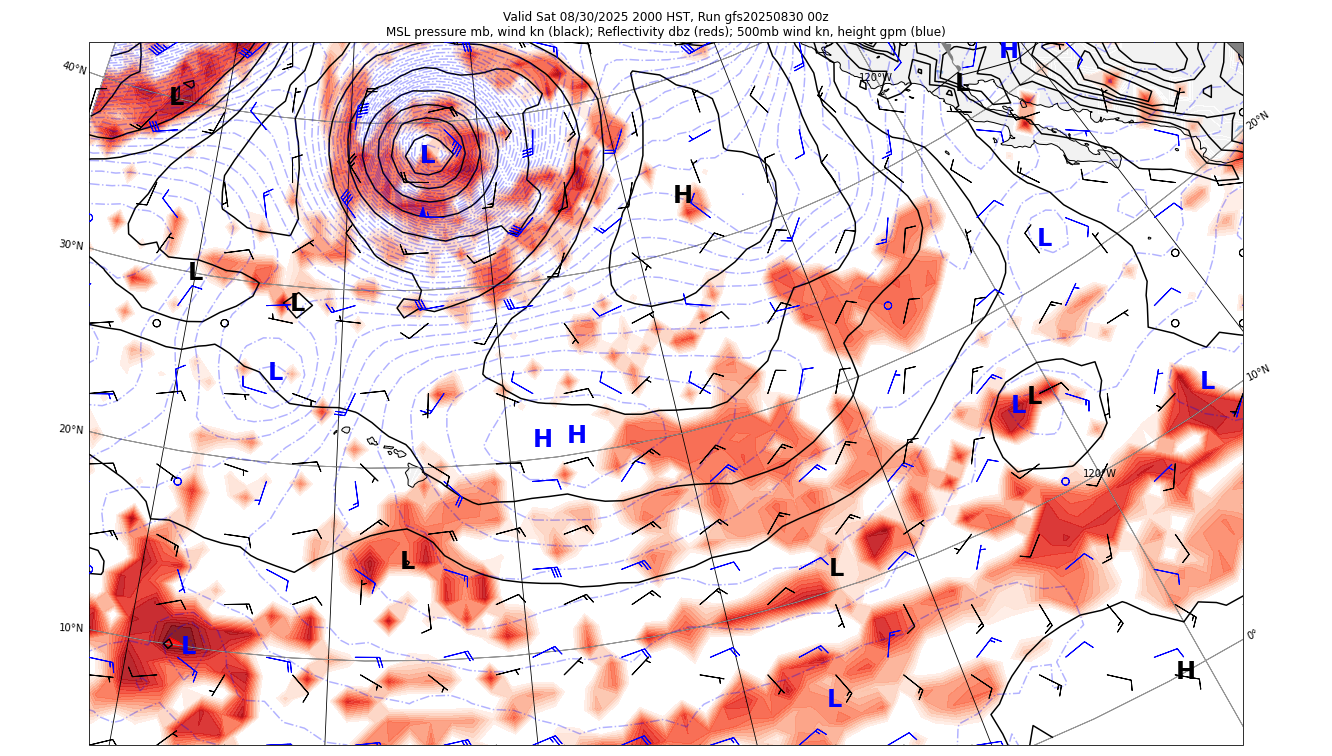 Valid Sat 08/30/2025 2000 HST, Run gfs20250830 00z
MSL pressure mb, wind kn (black); Reflectivity dbz (reds); 500mb wind kn, height gpm (blue)
H
40°N
120°W
L
L
20°N
L
H
30°N
L
L
L
L
10°N
L
L
L
L
20°N
H H
120°W
L
L
10°N
L
0°
H
L